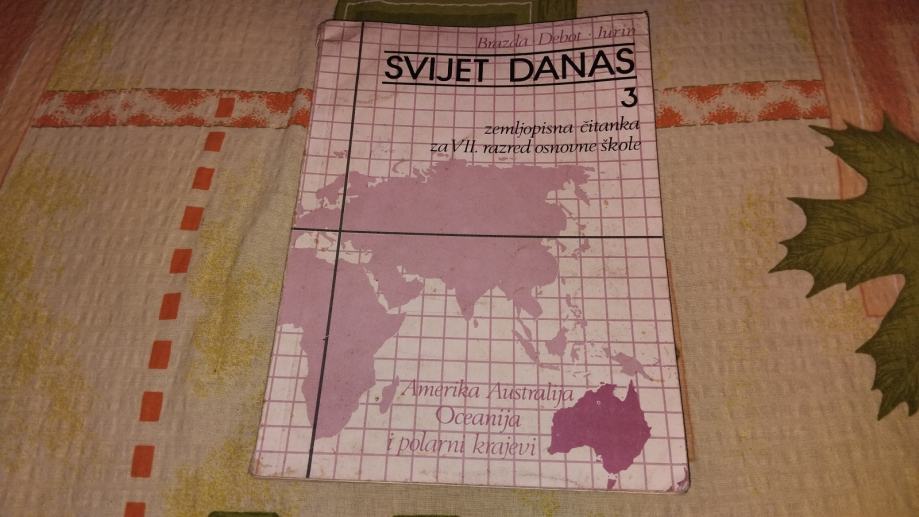 Brazda Debot · Jurin
SVIJET DANAS
3
zemljopisna čitanka
za VII. razred osnovne škole
Amerika Australija
Oceanija
i polarni krajevi